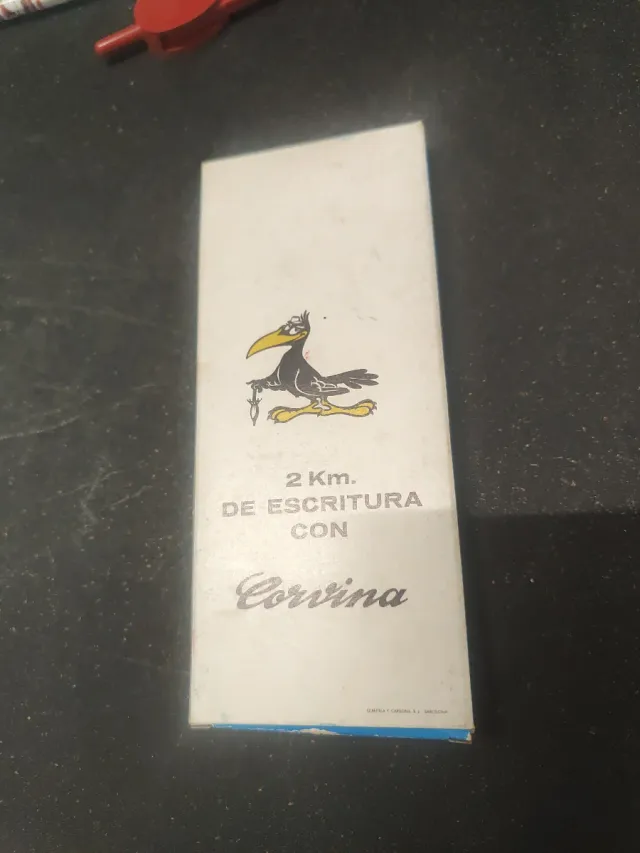 2 Km.
DE ESCRITURA
CON
Corvina